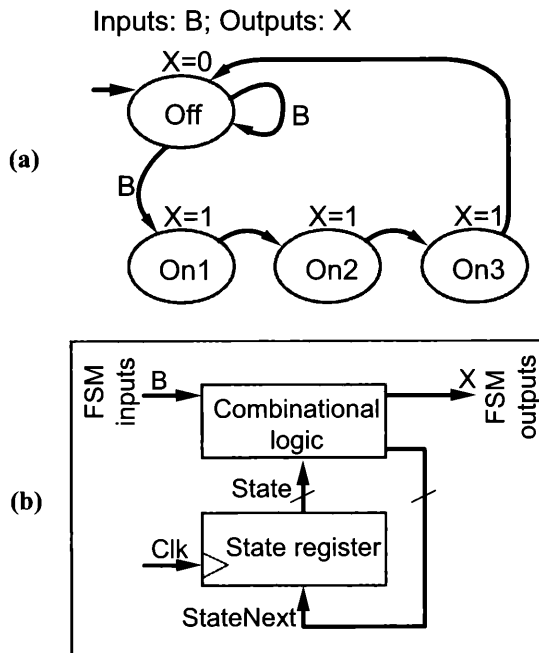 Inputs: B; Outputs: X
X=0
Off
B
(a)
B
X=1
X=1
X=1
On1
On2
On3
FSM
inputs
B
Combinational
logic
X
FSM
outputs
State
(b)
Clk
State register
StateNext